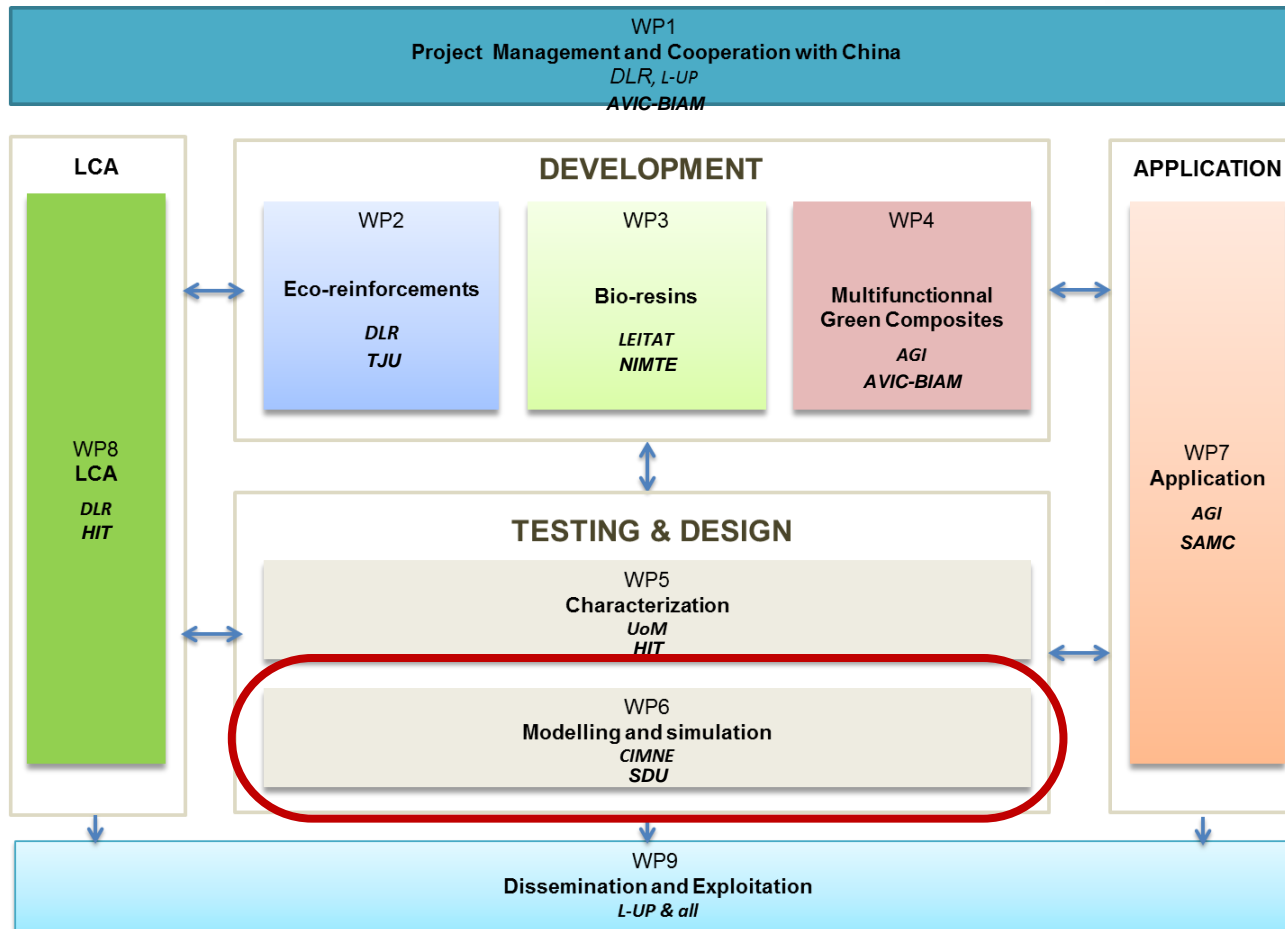 WP1
Project Management and Cooperation with China
DLR, L-UP
AVIC-BIAM
LCA
WP8
LCA
DLR
HIT
DEVELOPMENT
WP2
Eco-reinforcements
DLR
TJU
WP3
Bio-resins
LEITAT
NIMTE
WP4
Multifunctionnal
Green Composites
AGI
AVIC-BIAM
TESTING & DESIGN
WP5
Characterization
UoM
HIT
WP6
Modelling and simulation
CIMNE
SDU
APPLICATION
WP7
Application
AGI
SAMC
WP9
Dissemination and Exploitation
L-UP & all